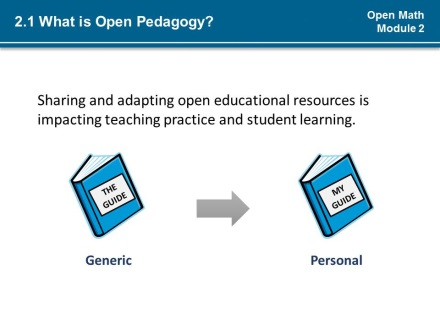 2.1 What is Open Pedagogy?
Open Math
Module 2
Sharing and adapting open educational resources is
impacting teaching practice and student learning.
THE
GUIDE
MY
GUIDE
Generic
Personal